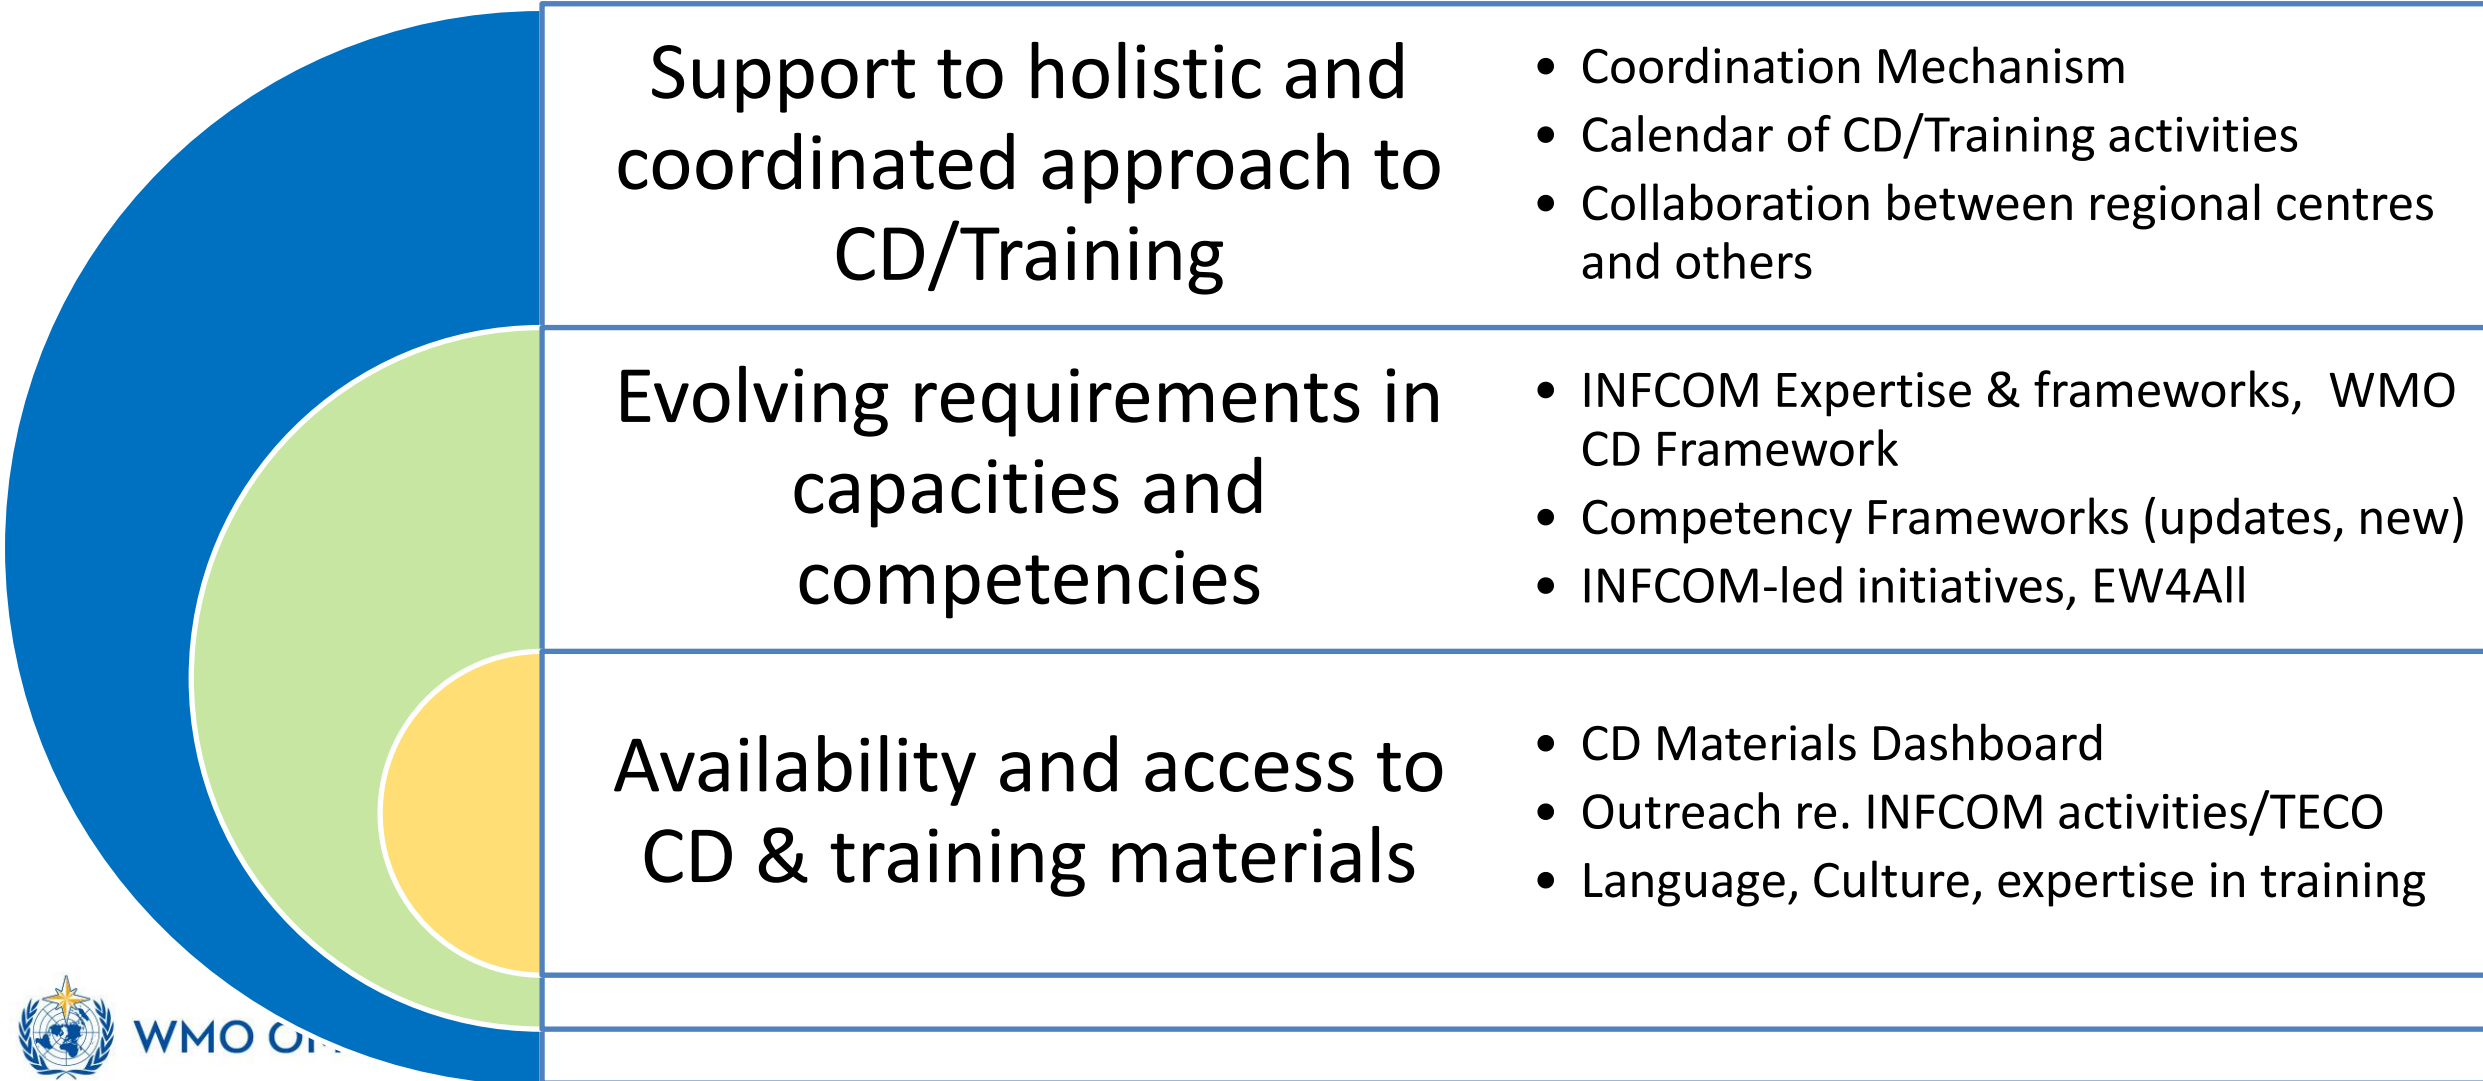 Support to holistic and
coordinated approach to
CD/Training
• Coordination Mechanism
• Calendar of CD/Training activities
• Collaboration between regional centres
and others
Evolving requirements in
capacities and
competencies
• INFCOM Expertise & frameworks, WMO
CD Framework
• Competency Frameworks (updates, new)
• INFCOM-led initiatives, EW4All
Availability and access to
CD & training materials
• CD Materials Dashboard
• Outreach re. INFCOM activities/TECO
• Language, Culture, expertise in training
WMO